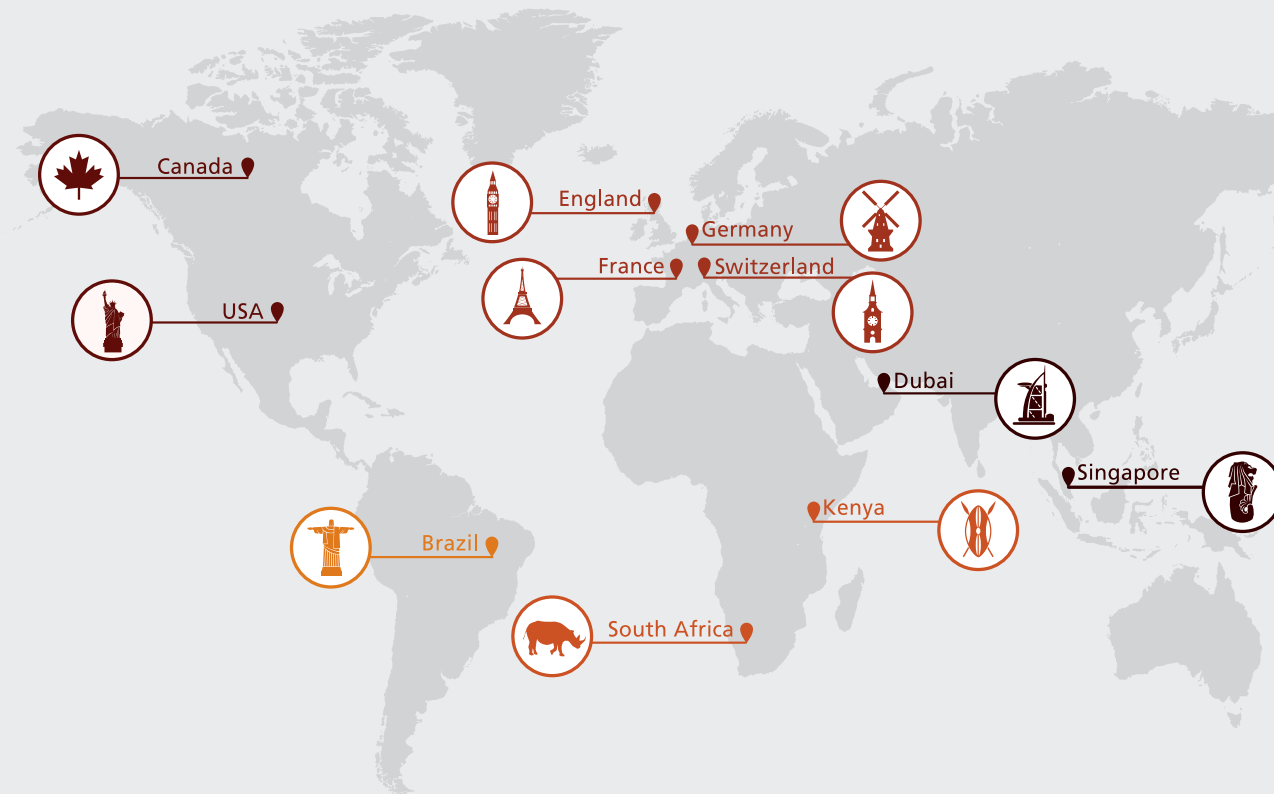 Canada
England
Germany
France
Switzerland
USA
Dubai
Singapore
Kenya
Brazil
South Africa